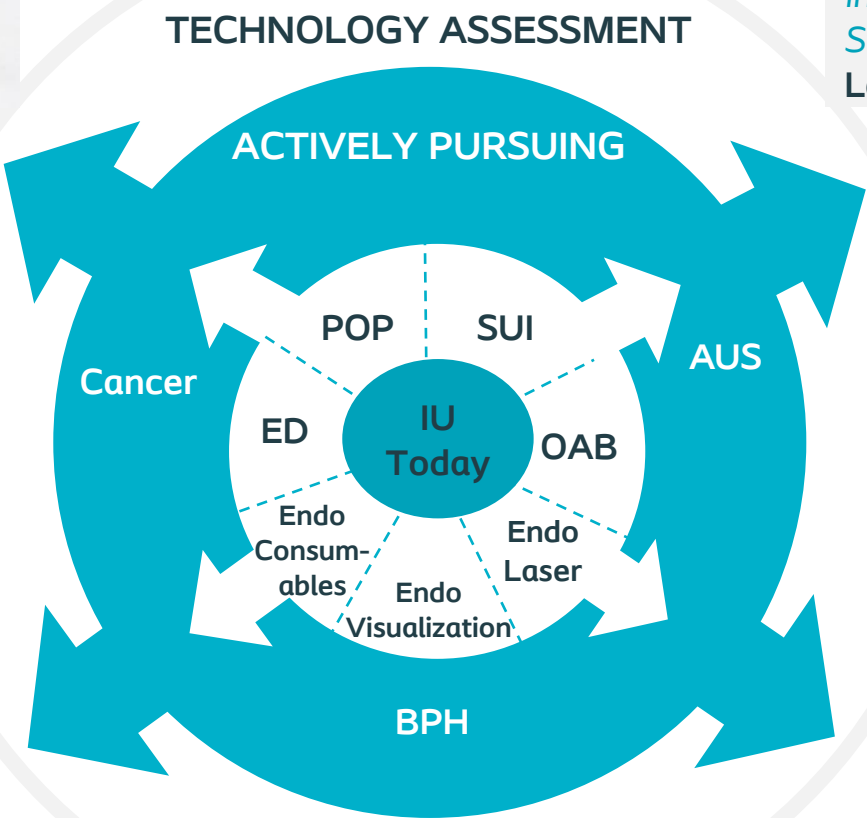 TECHNOLOGY ASSESSMENT
ACTIVELY PURSUING
POP
SUI
Cancer
AUS
ED
IU
Today
OAB
Endo
Consum-
ables
Endo
Visualization
Endo
Laser
BPH